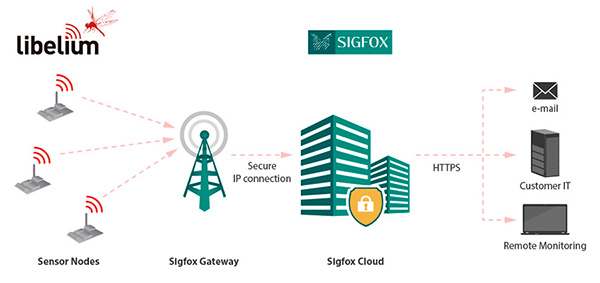 libelium
SIGFOX
Secure
IP connection
HTTPS
e-mail
Customer IT
Remote Monitoring
Sensor Nodes
Sigfox Gateway
Sigfox Cloud